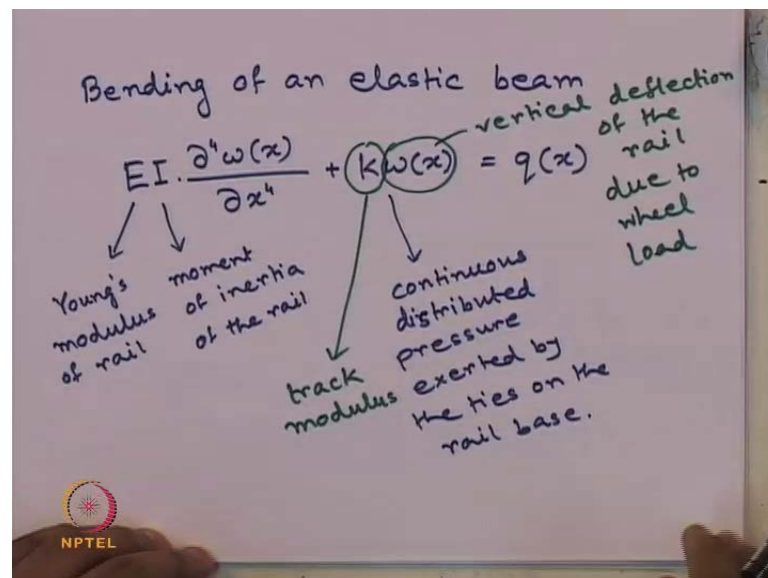 Bending of an elastic beam
EI. ∂⁴ω(x)/∂x⁴ + kω(x) = q(x)
vertical deflection
of the
rail
due to
wheel
load
Young's
modulus
of rail
moment
of inertia
of the rail
track
modulus
continuous
distributed
pressure
exerted by
the ties on the
rail base.
NPTEL